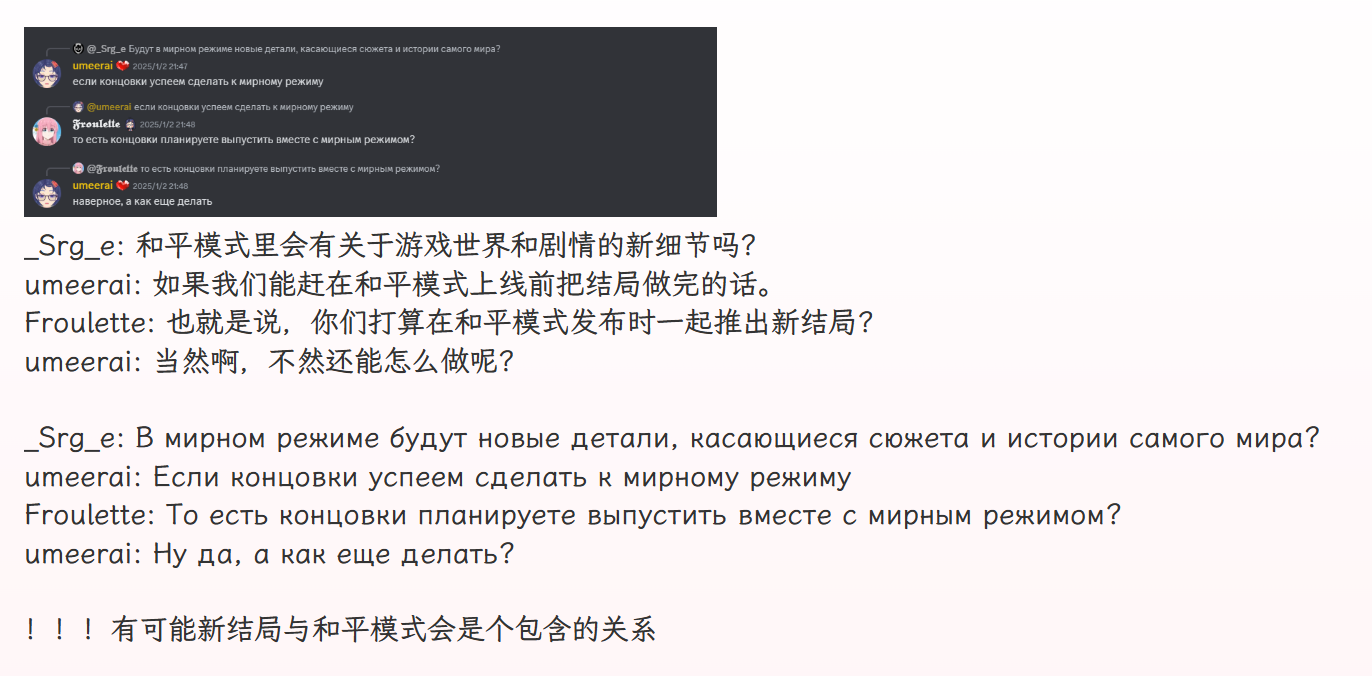 @_Srg_e Будут в мирном режиме новые детали, касающиеся сюжета и истории самого мира?
umeerai 2025/1/2 21:47
если концовки успеем сделать к мирному режиму
@umeerai если концовки успеем сделать к мирному режиму
𝕱𝖗𝖔𝖚𝖑𝖊𝖙𝖙𝖊 2025/1/2 21:48
то есть концовки планируете выпустить вместе с мирным режимом?
@𝕱𝖗𝖔𝖚𝖑𝖊𝖙𝖙𝖊 то есть концовки планируете выпустить вместе с мирным режимом?
umeerai 2025/1/2 21:48
наверное, а как еще делать
_Srg_e: 和平模式里会有关于游戏世界和剧情的新细节吗?
umeerai: 如果我们能赶在和平模式上线前把结局做完的话。
Froulette: 也就是说，你们打算在和平模式发布时一起推出新结局?
umeerai: 当然啊，不然还能怎么做呢?
_Srg_e: В мирном режиме будут новые детали, касающиеся сюжета и истории самого мира?
umeerai: Если концовки успеем сделать к мирному режиму
Froulette: То есть концовки планируете выпустить вместе с мирным режимом?
umeerai: Ну да, а как еще делать?
！！！有可能新结局与和平模式会是个包含的关系